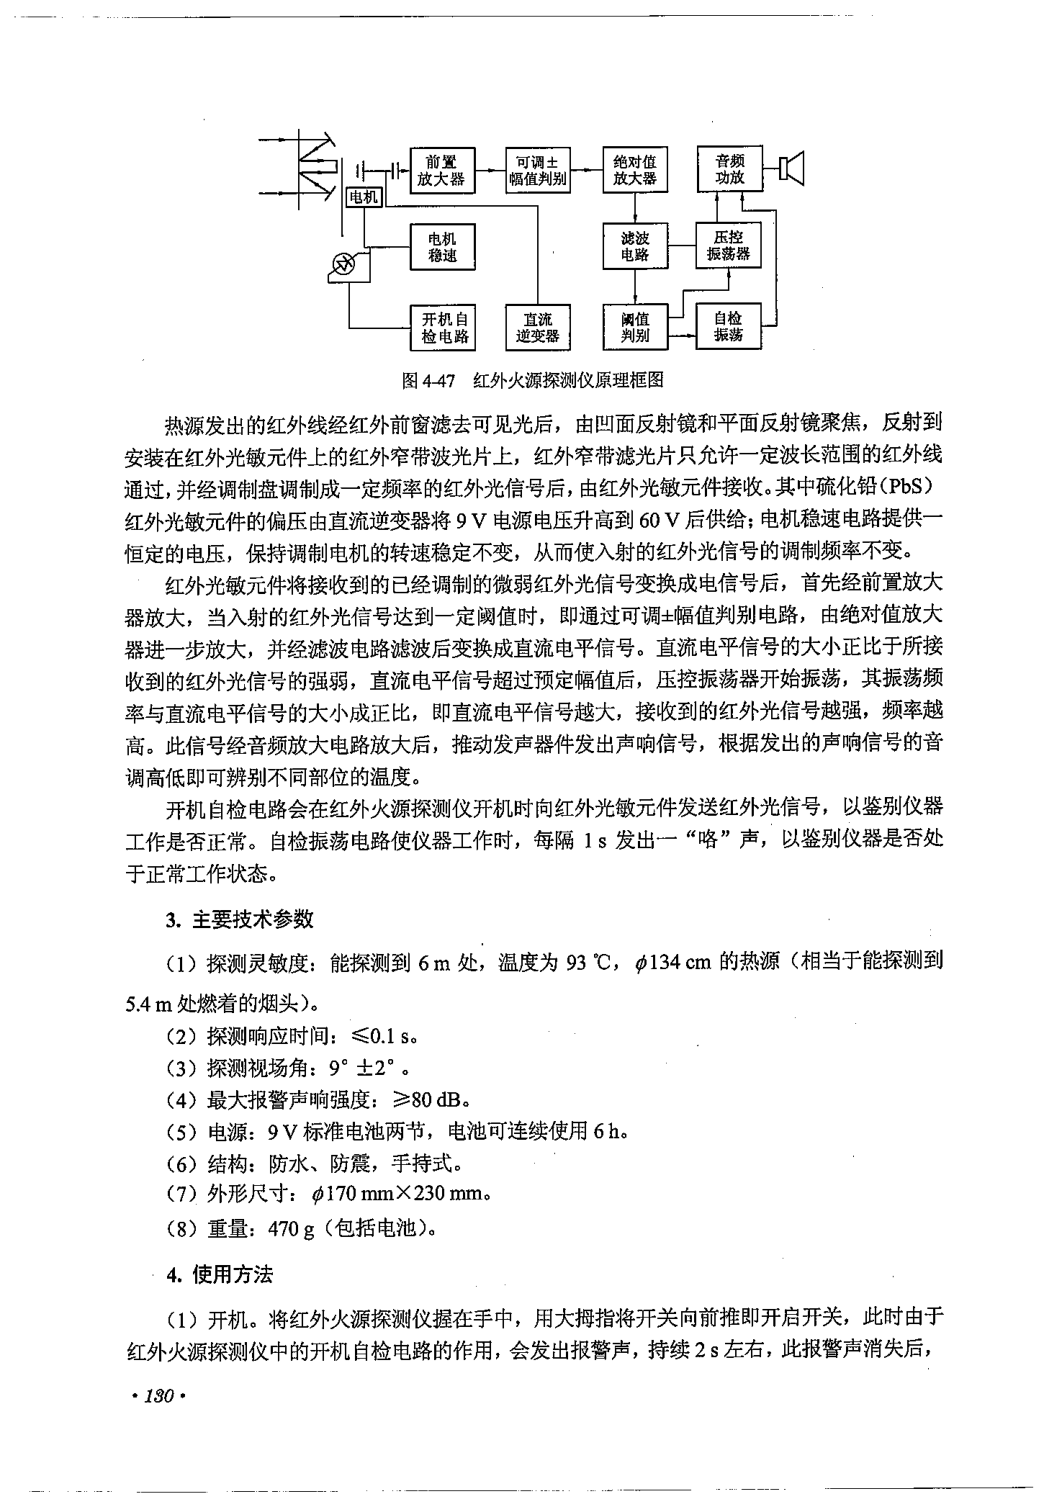 前置
放大器
可调±
幅值判别
绝对值
放大器
音频
功放
电机
电机
稳速
滤波
电路
压控
振荡器
开机自
检电路
直流
逆变器
阈值
判别
自检
振荡
图 4-47　红外火源探测仪原理框图
热源发出的红外线经红外前窗滤去可见光后，由凹面反射镜和平面反射镜聚焦，反射到
安装在红外光敏元件上的红外窄带波光片上，红外窄带滤光片只允许一定波长范围的红外线
通过，并经调制盘调制成一定频率的红外光信号后，由红外光敏元件接收。其中硫化铅（PbS）
红外光敏元件的偏压由直流逆变器将 9 V 电源电压升高到 60 V 后供给；电机稳速电路提供一
恒定的电压，保持调制电机的转速稳定不变，从而使入射的红外光信号的调制频率不变。
红外光敏元件将接收到的已经调制的微弱红外光信号变换成电信号后，首先经前置放大
器放大，当入射的红外光信号达到一定阈值时，即通过可调±幅值判别电路，由绝对值放大
器进一步放大，并经滤波电路滤波后变换成直流电平信号。直流电平信号的大小正比于所接
收到的红外光信号的强弱，直流电平信号超过预定幅值后，压控振荡器开始振荡，其振荡频
率与直流电平信号的大小成正比，即直流电平信号越大，接收到的红外光信号越强，频率越
高。此信号经音频放大电路放大后，推动发声器件发出声响信号，根据发出的声响信号的音
调高低即可辨别不同部位的温度。
开机自检电路会在红外火源探测仪开机时向红外光敏元件发送红外光信号，以鉴别仪器
工作是否正常。自检振荡电路使仪器工作时，每隔 1 s 发出一“咯”声，以鉴别仪器是否处
于正常工作状态。
3. 主要技术参数
（1）探测灵敏度：能探测到 6 m 处，温度为 93 ℃，ϕ134 cm 的热源（相当于能探测到
5.4 m 处燃着的烟头）。
（2）探测响应时间：≤0.1 s。
（3）探测视场角：9° ±2° 。
（4）最大报警声响强度：≥80 dB。
（5）电源：9 V 标准电池两节，电池可连续使用 6 h。
（6）结构：防水、防震，手持式。
（7）外形尺寸：ϕ170 mm×230 mm。
（8）重量：470 g（包括电池）。
4. 使用方法
（1）开机。将红外火源探测仪握在手中，用大拇指将开关向前推即开启开关，此时由于
红外火源探测仪中的开机自检电路的作用，会发出报警声，持续 2 s 左右，此报警声消失后，
·130·